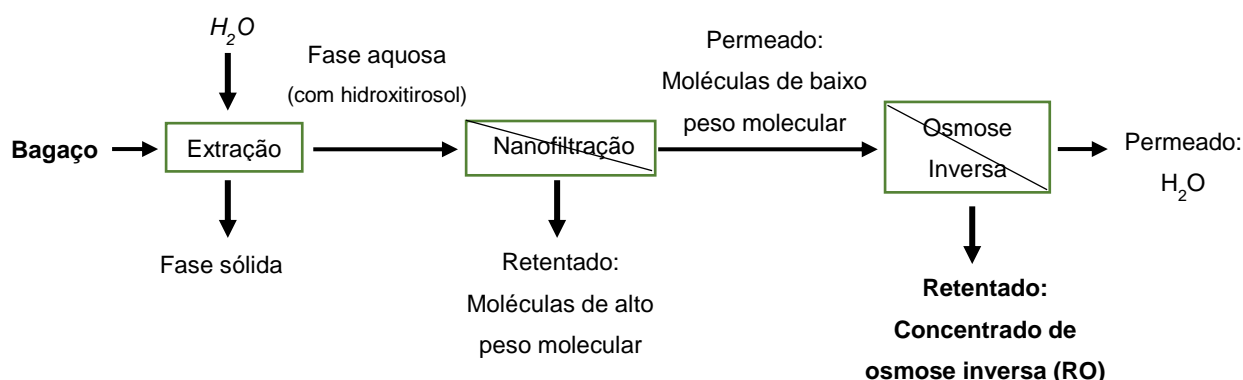 H₂O
Fase aquosa
(com hidroxitirosol)
Permeado:
Moléculas de baixo
peso molecular
Bagaço
Extração
Nanofiltração
Osmose
Inversa
Permeado:
H₂O
Fase sólida
Retentado:
Moléculas de alto
peso molecular
Retentado:
Concentrado de
osmose inversa (RO)